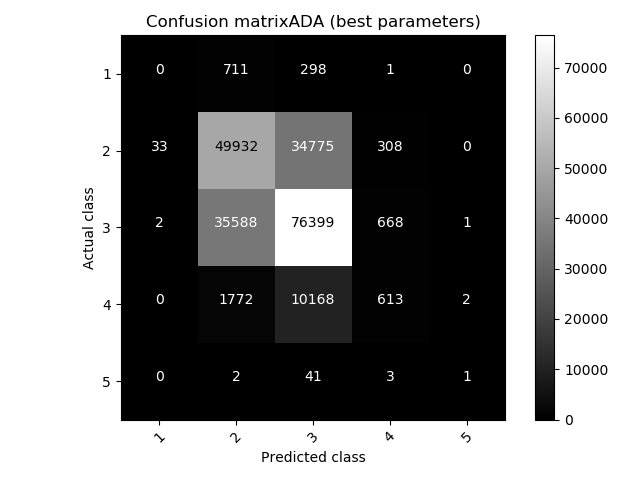 Confusion matrixADA (best parameters)
1 0 711 298 1 0
2 33 49932 34775 308 0
3 2 35588 76399 668 1
4 0 1772 10168 613 2
5 0 2 41 3 1
1 2 3 4 5
Predicted class
Actual class
70000
60000
50000
40000
30000
20000
10000
0